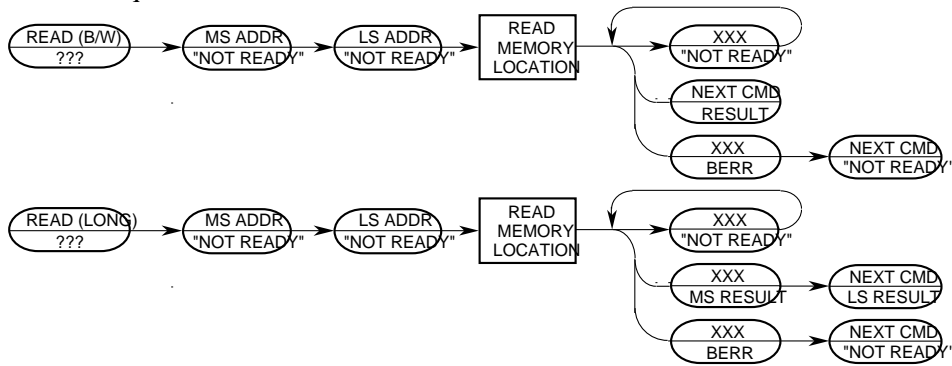 READ (B/W)
???
MS ADDR
"NOT READY"
LS ADDR
"NOT READY"
READ
MEMORY
LOCATION
XXX
"NOT READY"
NEXT CMD
RESULT
XXX
BERR
NEXT CMD
"NOT READY"
READ (LONG)
???
MS ADDR
"NOT READY"
LS ADDR
"NOT READY"
READ
MEMORY
LOCATION
XXX
"NOT READY"
XXX
MS RESULT
NEXT CMD
LS RESULT
XXX
BERR
NEXT CMD
"NOT READY"